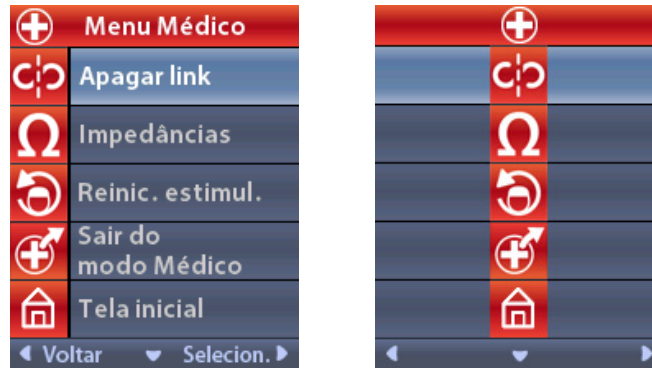 Menu Médico
Apagar link
Impedâncias
Reinic. estimul.
Sair do
modo Médico
Tela inicial
Voltar Selecion.